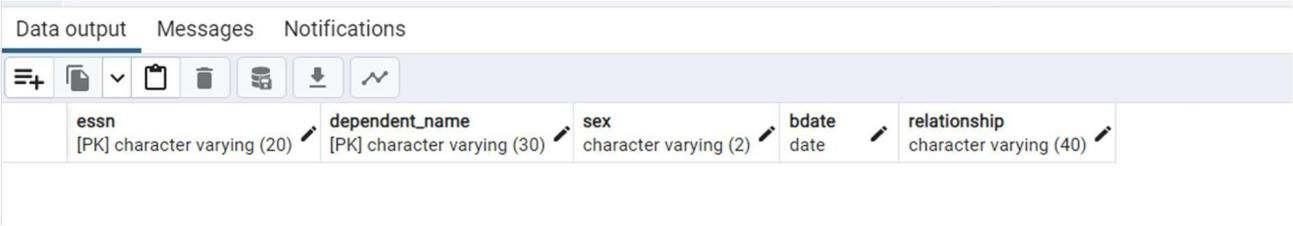 Data output Messages Notifications
essn dependent_name sex bdate relationship
[PK] character varying (20) [PK] character varying (30) character varying (2) date character varying (40)